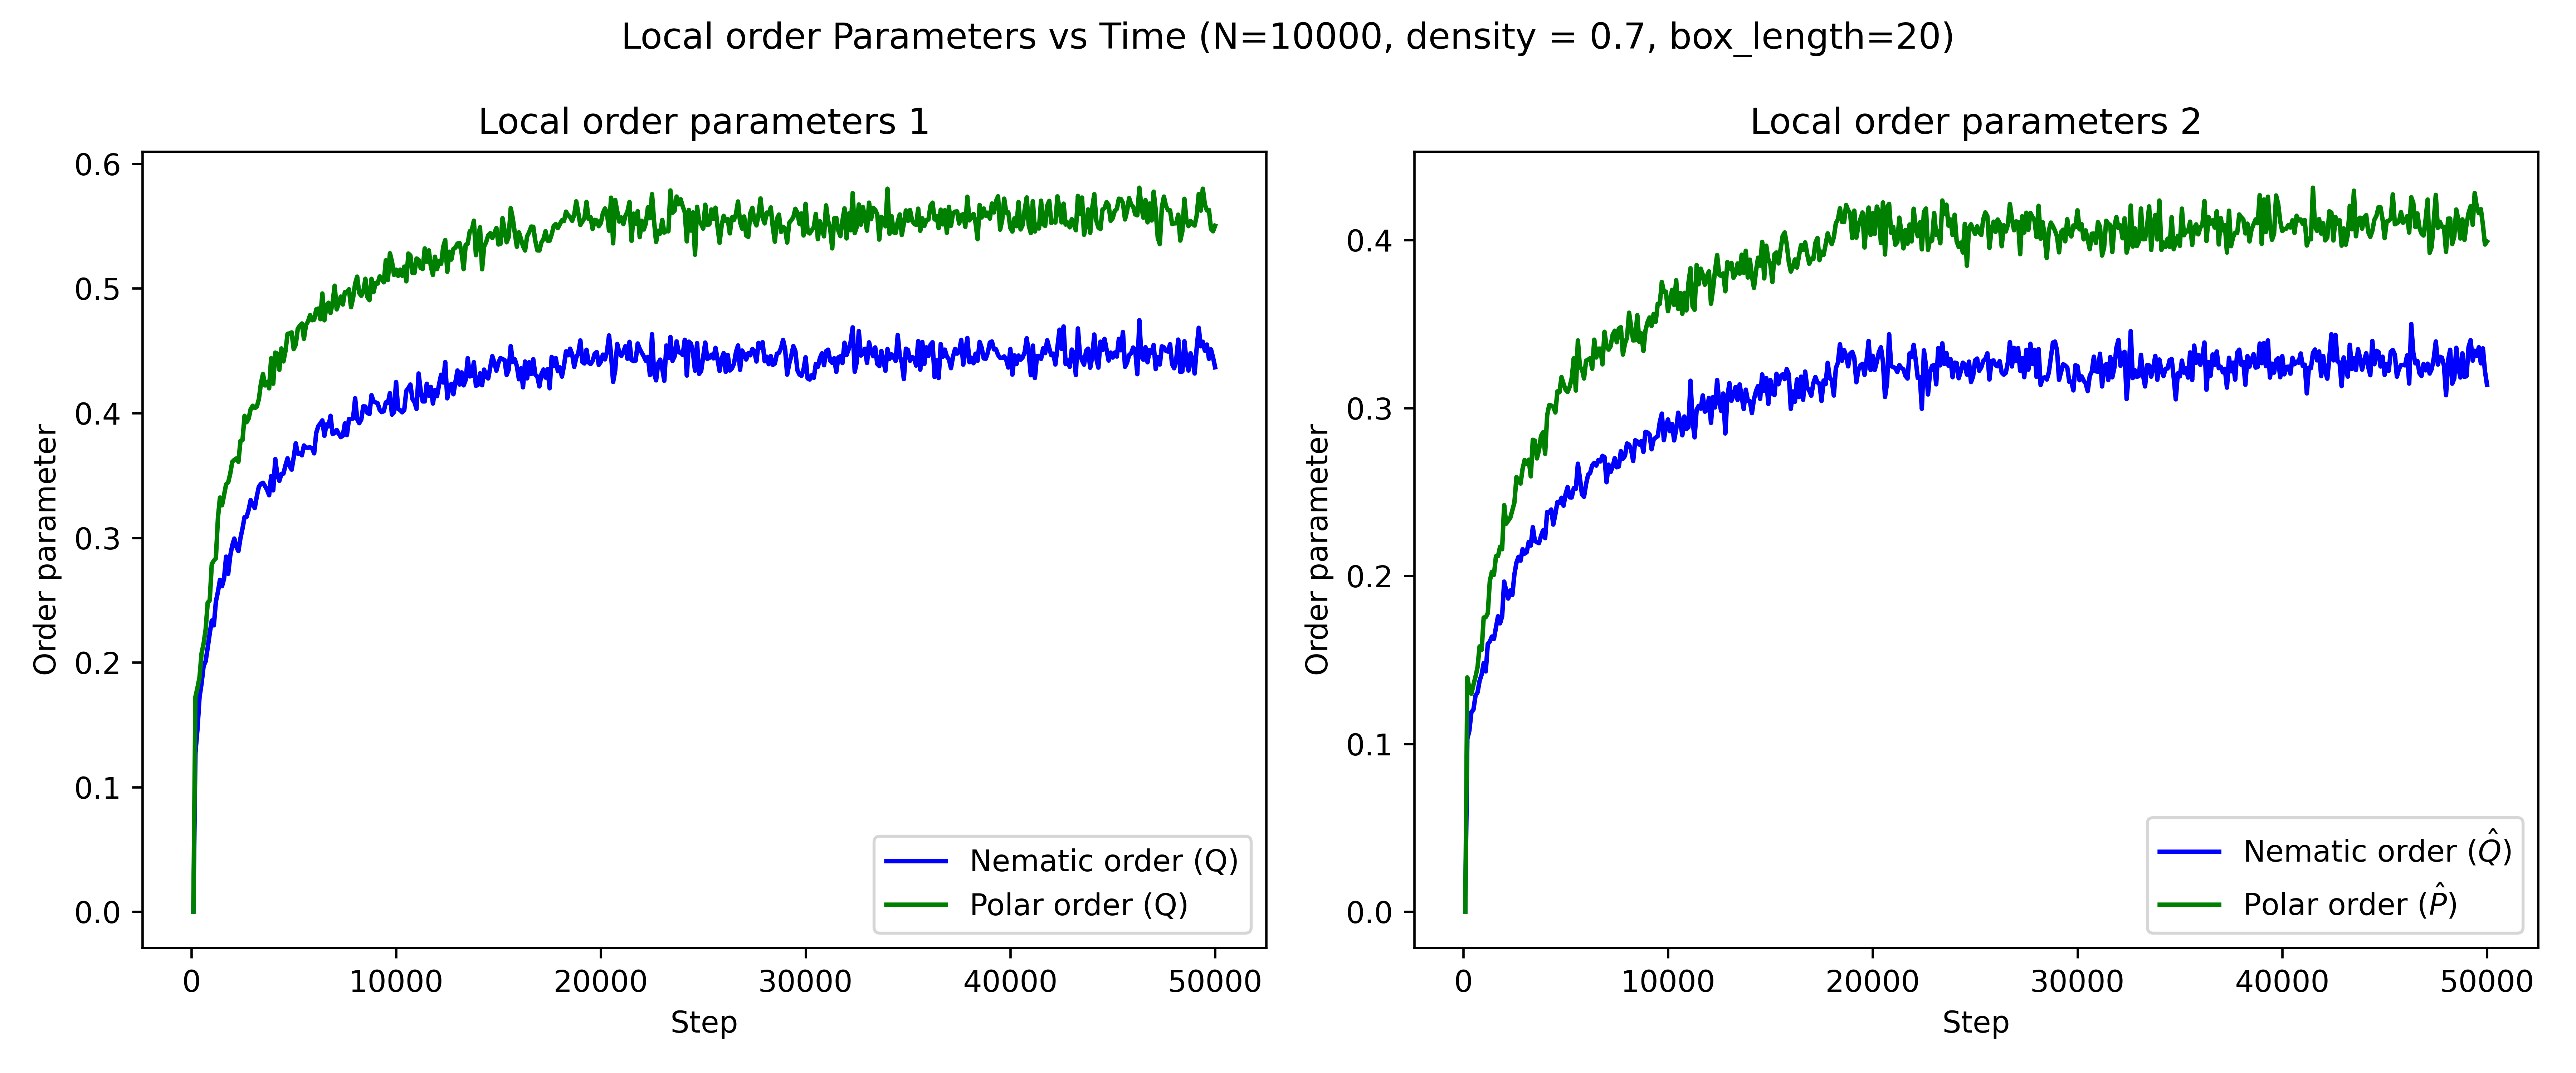 Local order Parameters vs Time (N=10000, density = 0.7, box_length=20)
Local order parameters 1
0.6
0.5
0.4
0.3
0.2
0.1
0.0
Order parameter
Nematic order (Q)
Polar order (Q)
0 10000 20000 30000 40000 50000
Step
Local order parameters 2
0.4
0.3
0.2
0.1
0.0
Order parameter
Nematic order (Q̂)
Polar order (P̂)
0 10000 20000 30000 40000 50000
Step